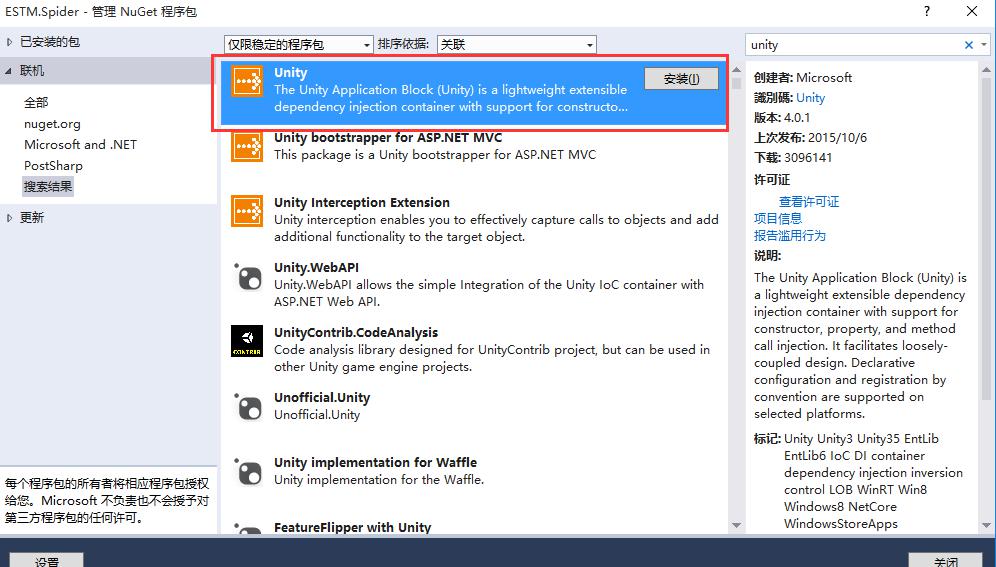 ESTM.Spider - 管理 NuGet 程序包
?
已安装的包
联机
全部
nuget.org
Microsoft and .NET
PostSharp
搜索结果
更新
每个程序包的所有者将相应程序包授权
给您。Microsoft 不负责也不会授予对
第三方程序包的任何许可。
设置
仅限稳定的程序包
排序依据:
关联
Unity
The Unity Application Block (Unity) is a lightweight extensible
dependency injection container with support for constructo...
安装(I)
Unity bootstrapper for ASP.NET MVC
This package is a Unity bootstrapper for ASP.NET MVC
Unity Interception Extension
Unity interception enables you to effectively capture calls to objects and add
additional functionality to the target object.
Unity.WebAPI
Unity.WebAPI allows the simple Integration of the Unity IoC container with
ASP.NET Web API.
CONTRIB
UnityContrib.CodeAnalysis
Code analysis library designed for UnityContrib project, but can be used in
other Unity game engine projects.
Unofficial.Unity
Unofficial.Unity
Unity implementation for Waffle
Unity implementation for the Waffle.
FeatureFlipper with Unity
unity
创建者: Microsoft
識別碼: Unity
版本: 4.0.1
上次发布: 2015/10/6
下载: 3096141
许可证
查看许可证
项目信息
报告滥用行为
说明:
The Unity Application Block (Unity) is
a lightweight extensible dependency
injection container with support for
constructor, property, and method
call injection. It facilitates loosely-
coupled design. Declarative
configuration and registration by
convention are supported on
selected platforms.
标记: Unity Unity3 Unity35 EntLib
EntLib6 IoC DI container
dependency injection inversion
control LOB WinRT Win8
Windows8 NetCore
WindowsStoreApps
关闭